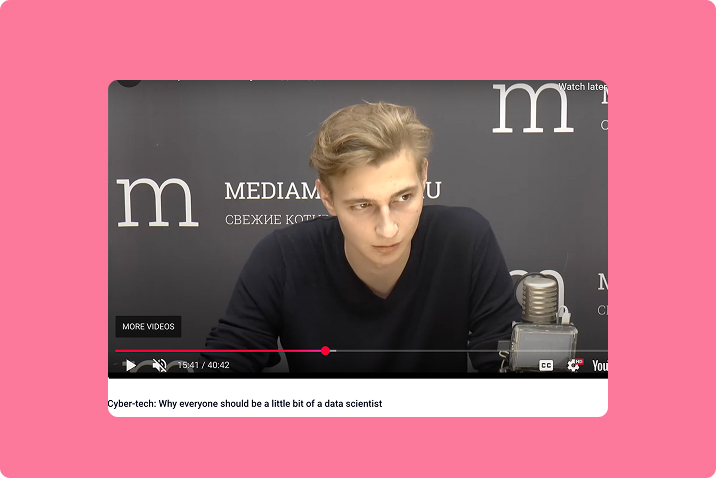 Watch later
m
m
MEDIAM
U
СВЕЖИЕ
MORE VIDEOS
15:41 / 40:42
CC
HD
You
Cyber-tech: Why everyone should be a little bit of a data scientist